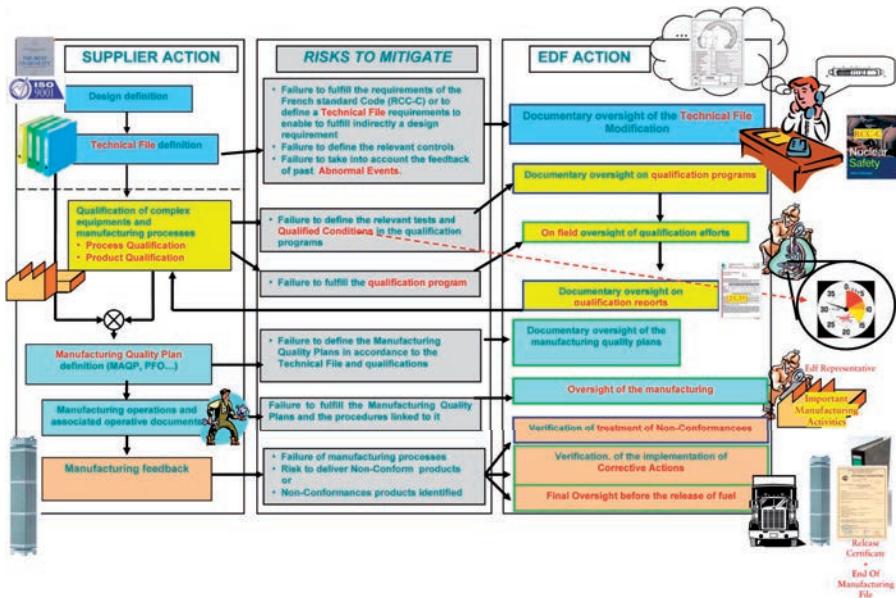 SUPPLIER ACTION
Design definition
Technical File definition
Qualification of complex
equipments and
manufacturing processes
• Process Qualification
• Product Qualification
Manufacturing Quality Plan
definition (MAQP, PFO...)
Manufacturing operations and
associated operative documents
Manufacturing feedback
ISO
9001
RISKS TO MITIGATE
• Failure to fulfill the requirements of the
French standard Code (RCC-C) or to
define a Technical File requirements to
enable to fulfill indirectly a design
requirement
• Failure to define the relevant controls
• Failure to take into account the feedback
of past Abnormal Events.
• Failure to define the relevant tests and
Qualified Conditions in the qualification
programs
• Failure to fulfill the qualification program
• Failure to define the Manufacturing
Quality Plans in accordance to the
Technical File and qualifications
Failure to fulfill the Manufacturing Quality
Plans and the procedures linked to it
• Failure of manufacturing processes
• Risk to deliver Non-Conform products
or
• Non-Conformances products identified
EDF ACTION
Documentary oversight of the Technical File
Modification
Documentary oversight on qualification programs
On field oversight of qualification efforts
Documentary oversight on
qualification reports
Documentary oversight of the
manufacturing quality plans
Oversight of the manufacturing
Verification of treatment of Non-Conformances
Verification. of the implementation of
Corrective Actions
Final Oversight before the release of fuel
RCC-C
Nuclear
Safety
35
30
25
20
15
10
Edf Representative
Important
Manufacturing
Activities
Release
Certificate
+
End Of
Manufacturing
File